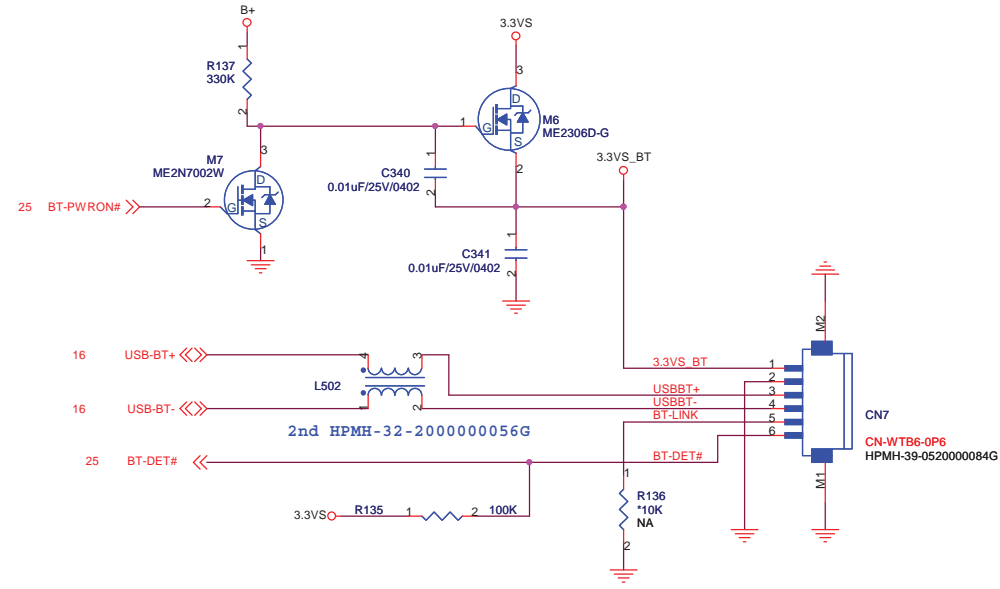 B+
3.3VS
1
R137
330K
2
3
D
1
G
M6
ME2306D-G
S
2
M7
ME2N7002W
3
D
1
C340
0.01uF/25V/0402
2
3.3VS_BT
25 BT-PWRON#
2
G
S
1
1
C341
0.01uF/25V/0402
2
M2
16 USB-BT+
4
3
3.3VS_BT
1
2
L502
USBBT+
3
16 USB-BT-
1
2
USBBT-
4
BT-LINK
5
CN7
2nd HPMH-32-2000000056G
6
CN-WTB6-0P6
25 BT-DET#
BT-DET#
HPMH-39-0520000084G
M1
1
R136
*10K
NA
2
3.3VS
R135
1
2
100K